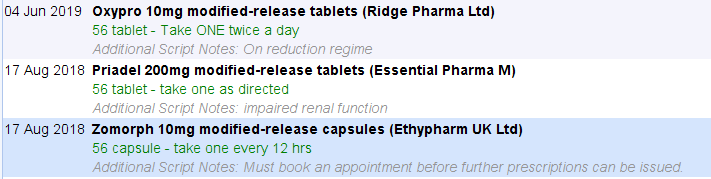 04 Jun 2019 Oxypro 10mg modified-release tablets (Ridge Pharma Ltd)
56 tablet - Take ONE twice a day
Additional Script Notes: On reduction regime
17 Aug 2018 Priadel 200mg modified-release tablets (Essential Pharma M)
56 tablet - take one as directed
Additional Script Notes: impaired renal function
17 Aug 2018 Zomorph 10mg modified-release capsules (Ethypharm UK Ltd)
56 capsule - take one every 12 hrs
Additional Script Notes: Must book an appointment before further prescriptions can be issued.